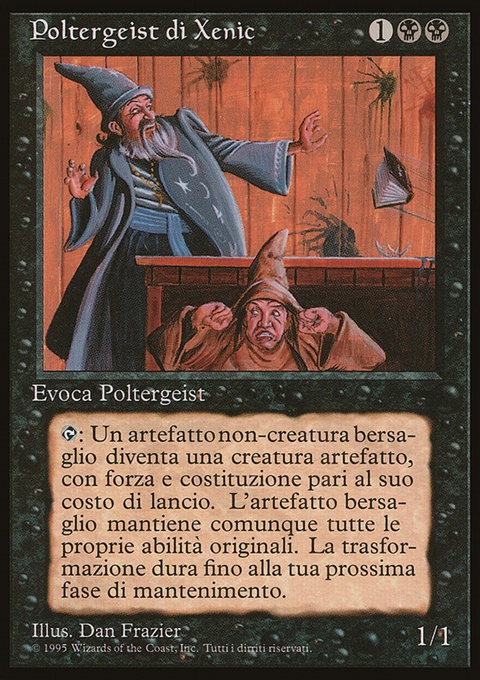 Poltergeist di Xenic 1
Evoca Poltergeist
: Un artefatto non-creatura bersa-
glio diventa una creatura artefatto,
con forza e costituzione pari al suo
costo di lancio. L'artefatto bersa-
glio mantiene comunque tutte le
proprie abilità originali. La trasfor-
mazione dura fino alla tua prossima
fase di mantenimento.
Illus. Dan Frazier
© 1995 Wizards of the Coast, Inc. Tutti i diritti riservati.
1/1